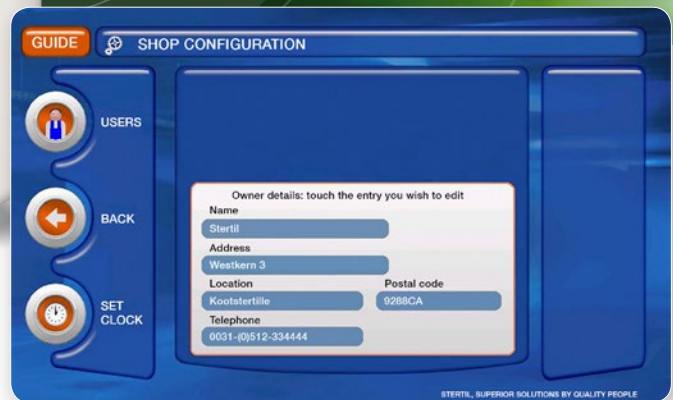 GUIDE
SHOP CONFIGURATION
USERS
BACK
SET
CLOCK
Owner details: touch the entry you wish to edit
Name
Stertil
Address
Westkern 3
Location Postal code
Kootstertille 9288CA
Telephone
0031-(0)512-334444
STERTIL, SUPERIOR SOLUTIONS BY QUALITY PEOPLE